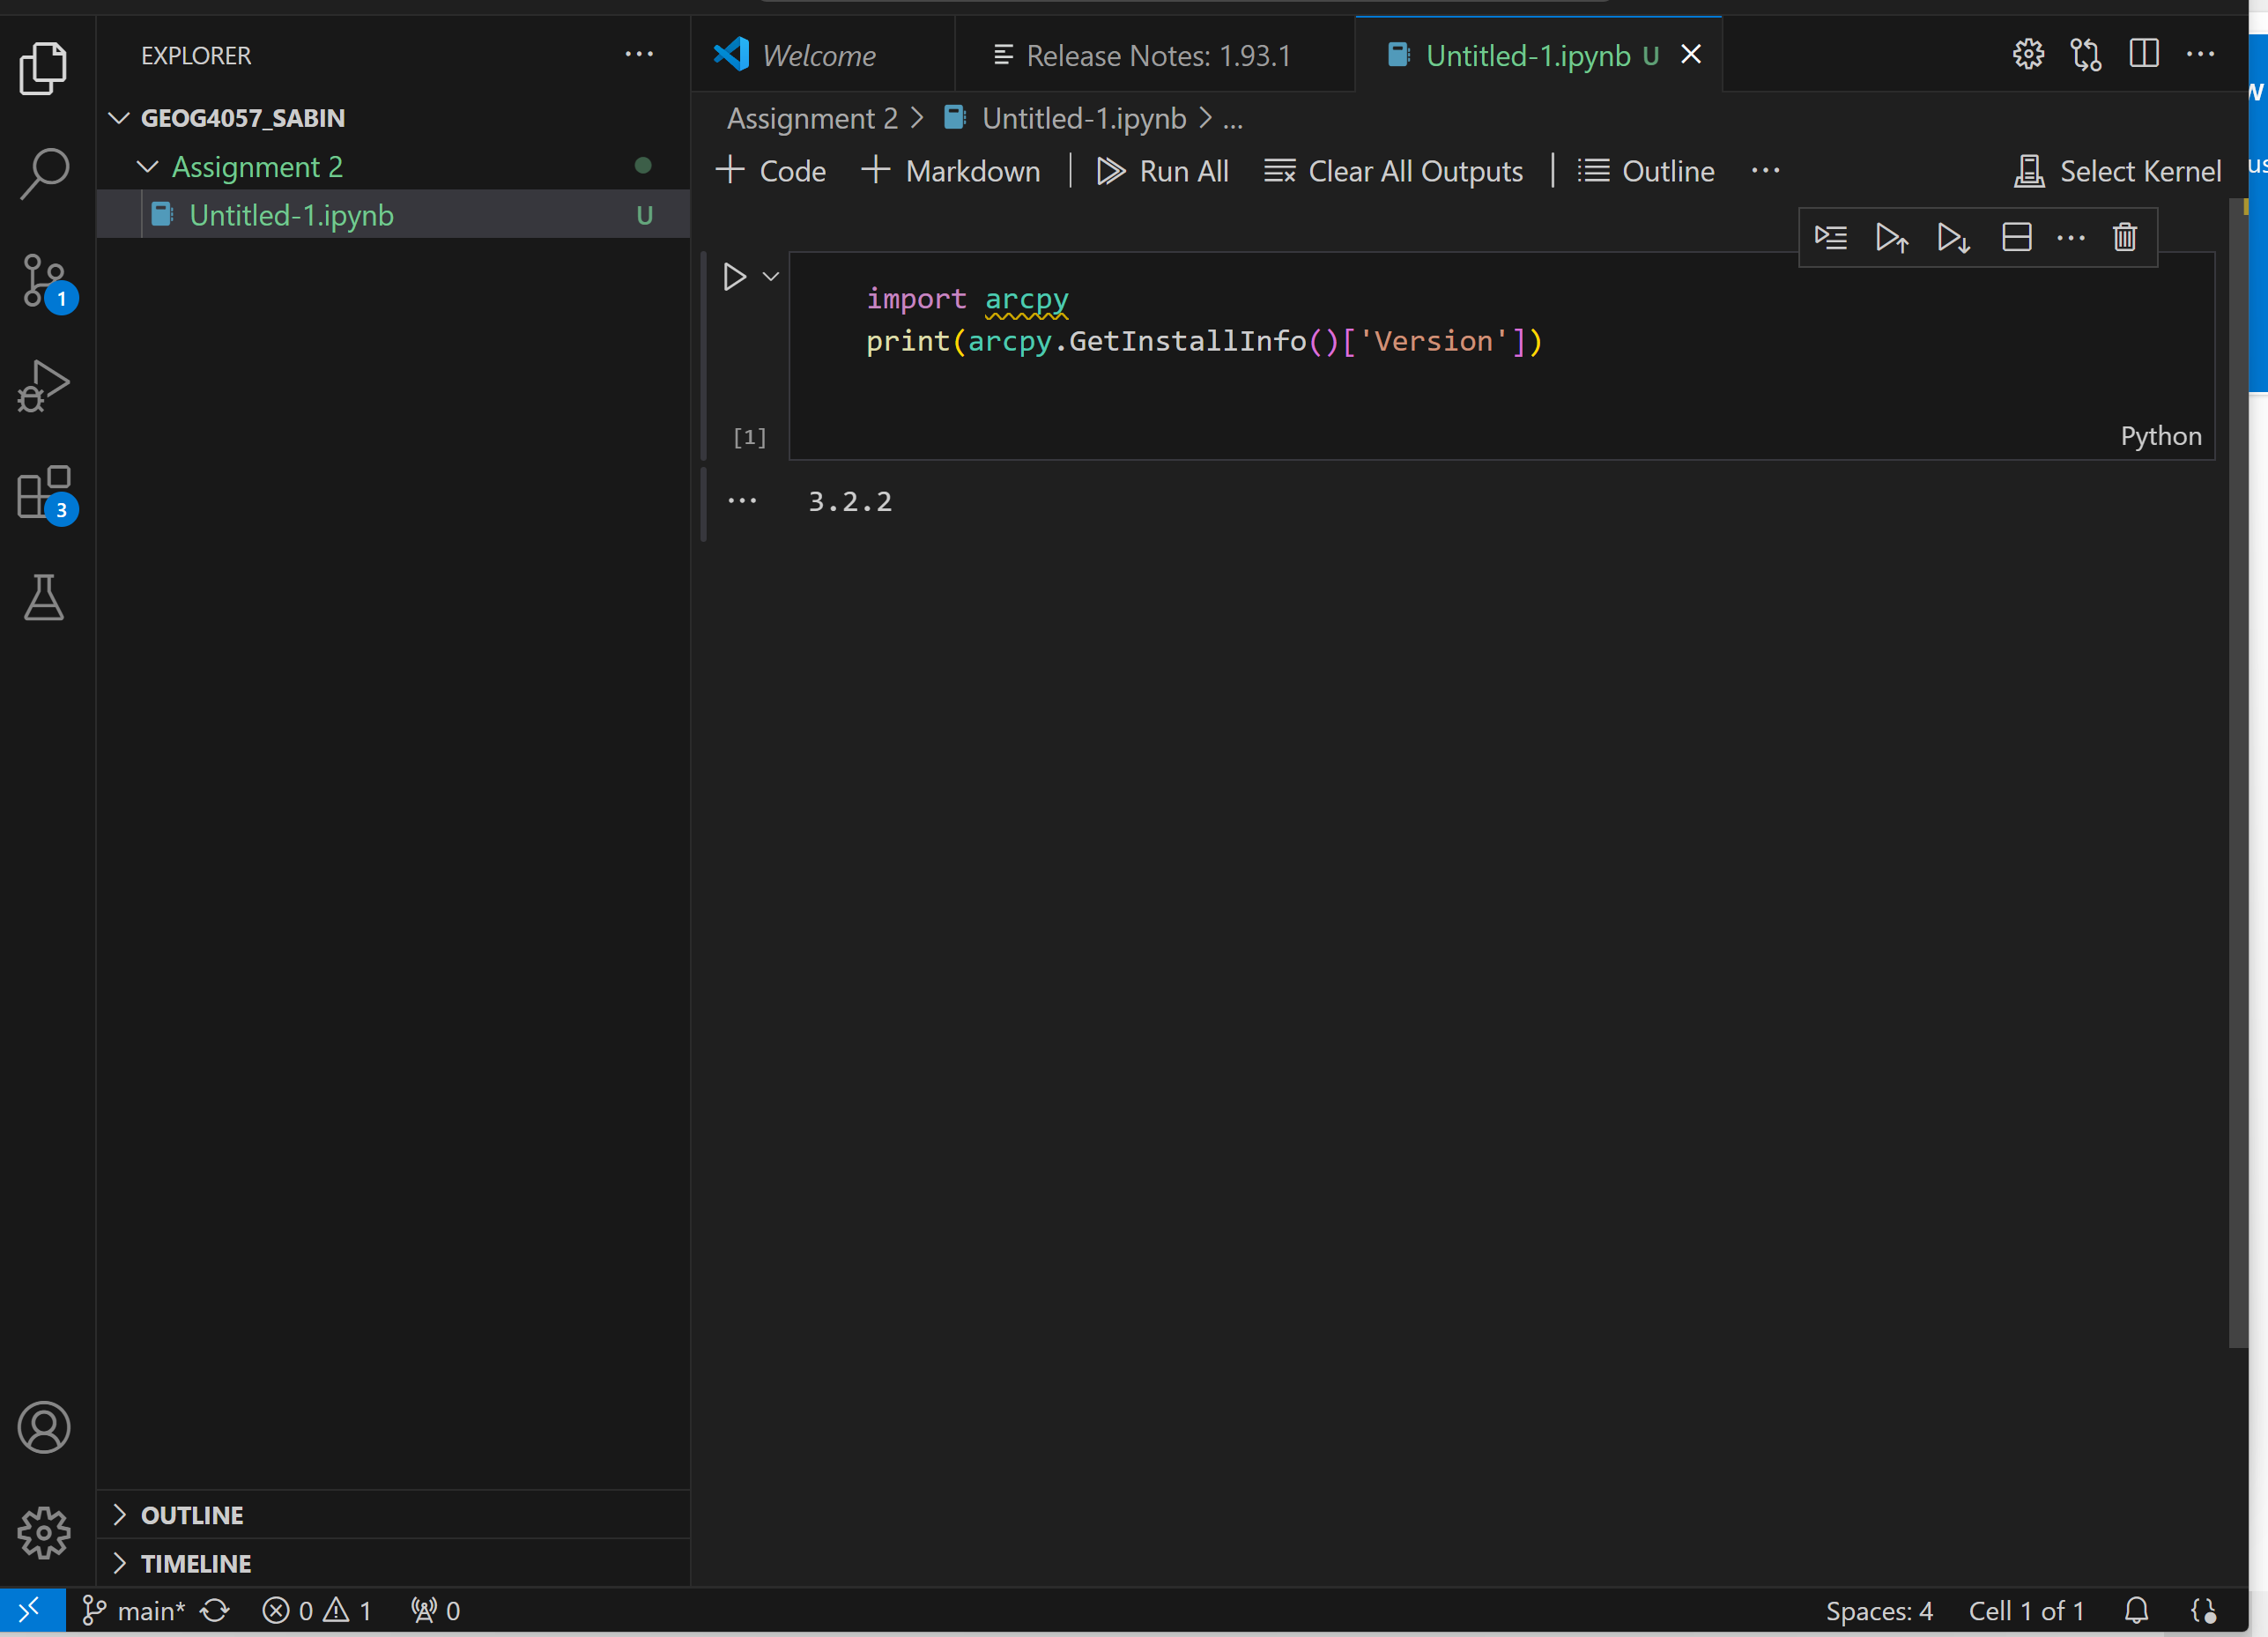 EXPLORER
GEOG4057_SABIN
Assignment 2
Untitled-1.ipynb U
Welcome
Release Notes: 1.93.1
Untitled-1.ipynb U
Assignment 2 > Untitled-1.ipynb > ...
Code Markdown Run All Clear All Outputs Outline ... Select Kernel
import arcpy
print(arcpy.GetInstallInfo()['Version'])
[1]
Python
3.2.2
1
3
OUTLINE
TIMELINE
main* 0 1 0
Spaces: 4 Cell 1 of 1